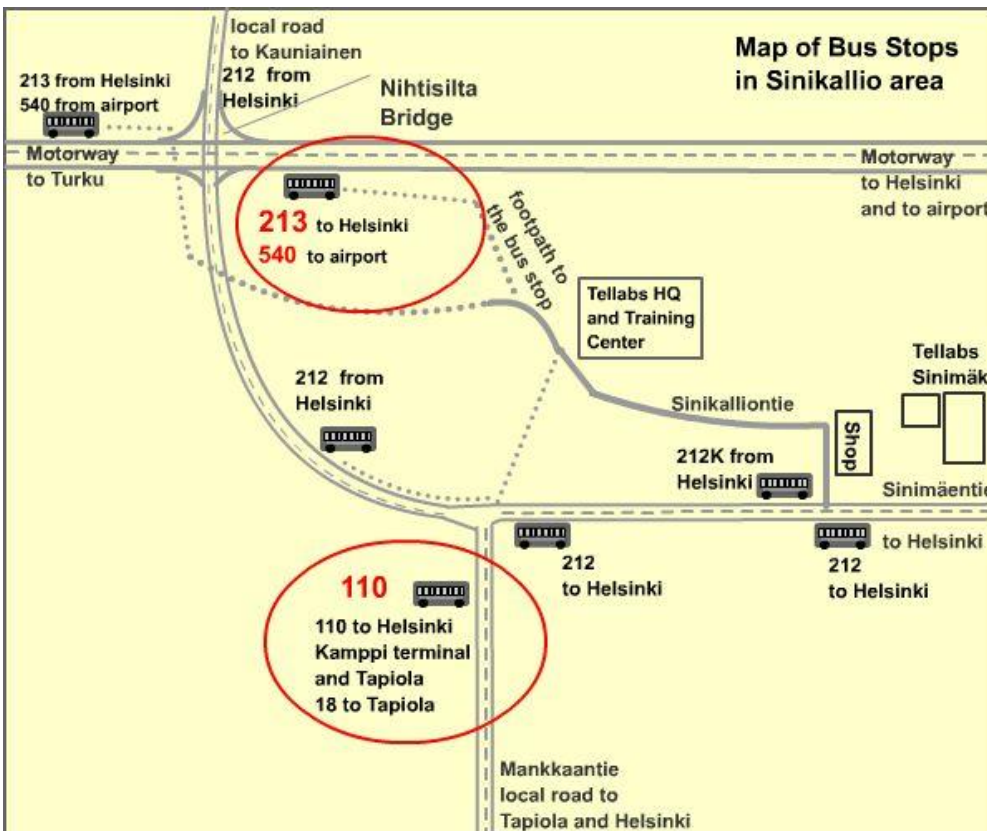 local road
to Kauniainen
Map of Bus Stops
in Sinikallio area
213 from Helsinki
540 from airport
212 from
Helsinki
Nihtisilta
Bridge
Motorway
to Turku
Motorway
to Helsinki
and to airport
213 to Helsinki
540 to airport
footpath to
the bus stop
Tellabs HQ
and Training
Center
Tellabs
Sinimäk
212 from
Helsinki
Sinikalliontie
Shop
212K from
Helsinki
Sinimäentie
to Helsinki
212
to Helsinki
212
to Helsinki
110
110 to Helsinki
Kamppi terminal
and Tapiola
18 to Tapiola
Mankkaantie
local road to
Tapiola and Helsinki